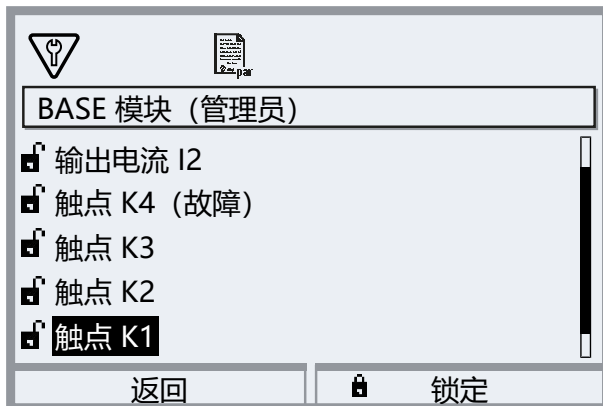 par
BASE 模块（管理员）
输出电流 I2
触点 K4（故障）
触点 K3
触点 K2
触点 K1
返回
锁定